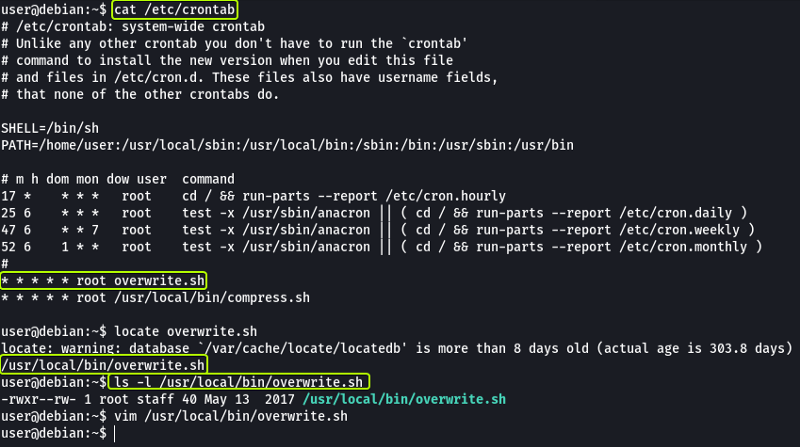 user@debian:~$ cat /etc/crontab
# /etc/crontab: system-wide crontab
# Unlike any other crontab you don't have to run the `crontab'
# command to install the new version when you edit this file
# and files in /etc/cron.d. These files also have username fields,
# that none of the other crontabs do.
SHELL=/bin/sh
PATH=/home/user:/usr/local/sbin:/usr/local/bin:/sbin:/bin:/usr/sbin:/usr/bin
# m h dom mon dow user  command
17 *    * * *   root    cd / && run-parts --report /etc/cron.hourly
25 6    * * *   root    test -x /usr/sbin/anacron || ( cd / && run-parts --report /etc/cron.daily )
47 6    * * 7   root    test -x /usr/sbin/anacron || ( cd / && run-parts --report /etc/cron.weekly )
52 6    1 * *   root    test -x /usr/sbin/anacron || ( cd / && run-parts --report /etc/cron.monthly )
#
* * * * * root overwrite.sh
* * * * * root /usr/local/bin/compress.sh
user@debian:~$ locate overwrite.sh
locate: warning: database `/var/cache/locate/locatedb' is more than 8 days old (actual age is 303.8 days)
/usr/local/bin/overwrite.sh
user@debian:~$ ls -l /usr/local/bin/overwrite.sh
-rwxr--rw- 1 root staff 40 May 13  2017 /usr/local/bin/overwrite.sh
user@debian:~$ vim /usr/local/bin/overwrite.sh
user@debian:~$